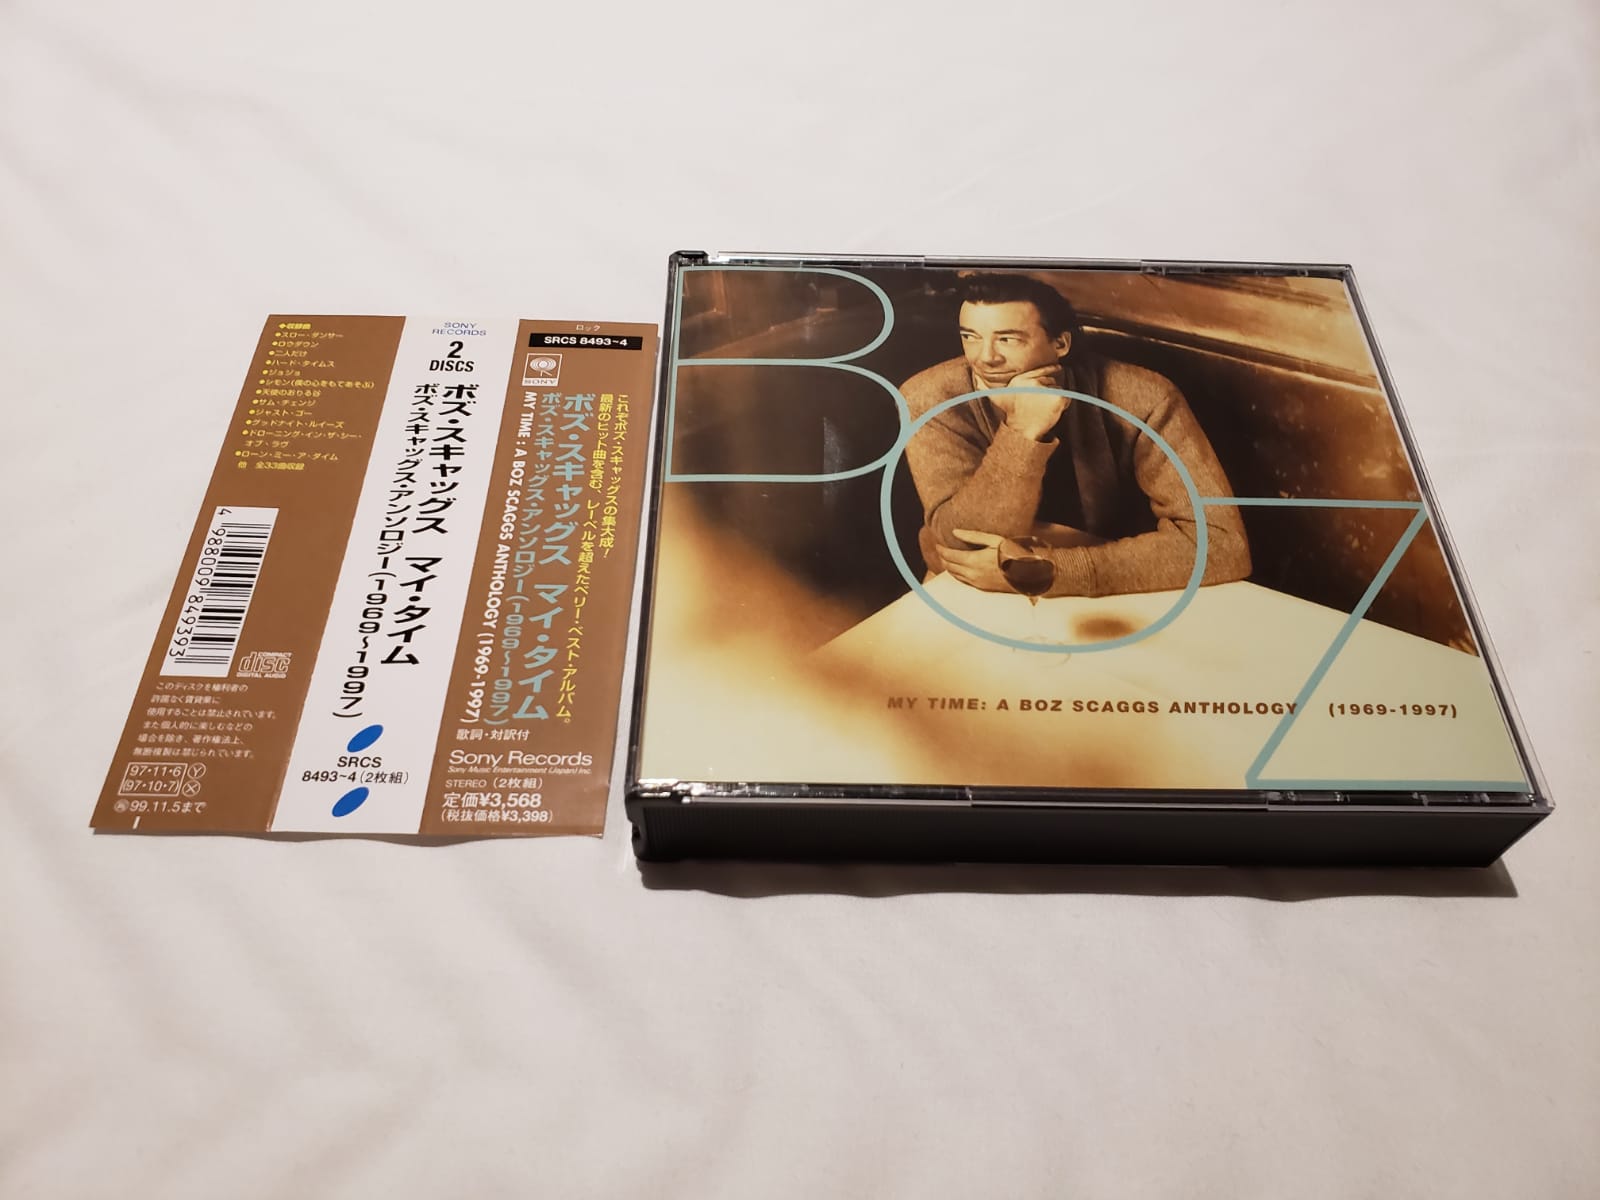 ◆収録曲
●スロー・ダンサー
●ロウダウン
●二人だけ
●ハード・タイムス
●ジョジョ
●シモン(僕の心をもてあそぶ)
●天使のおりる谷
●サム・チェンジ
●ジャスト・ゴー
●グッドナイト・ルイーズ
●ドローニング・イン・ザ・シー・
オブ・ラヴ
●ローン・ミー・ア・ダイム
他 全33曲収録
4 988009 849393
COMPACT
disc
DIGITAL AUDIO
このディスクを権利者の
許諾なく賃貸業に
使用することは禁止されています。
また個人的に楽しむなどの
場合を除き、著作権法上、
無断複製は禁じられています。
97・11・6 Ⓨ
(97・10・7) Ⓧ
99.11.5まで
SONY
RECORDS
2
DISCS
ボズ・スキャッグス マイ・タイム
ボズ・スキャッグス・アンソロジー(1969~1997)
SRCS
8493~4(2枚組)
ロック
SRCS 8493~4
SONY
これぞボズ・スキャッグスの集大成!
最新のヒット曲を含む、レーベルを超えたベリー・ベスト・アルバム。
ボズ・スキャッグス マイ・タイム
ボズ・スキャッグス・アンソロジー(1969~1997)
MY TIME : A BOZ SCAGGS ANTHOLOGY (1969-1997)
歌詞・対訳付
Sony Records
Sony Music Entertainment (Japan) Inc.
STEREO (2枚組)
定価¥3,568
(税抜価格¥3,398)
BOZ
MY TIME: A BOZ SCAGGS ANTHOLOGY (1969-1997)